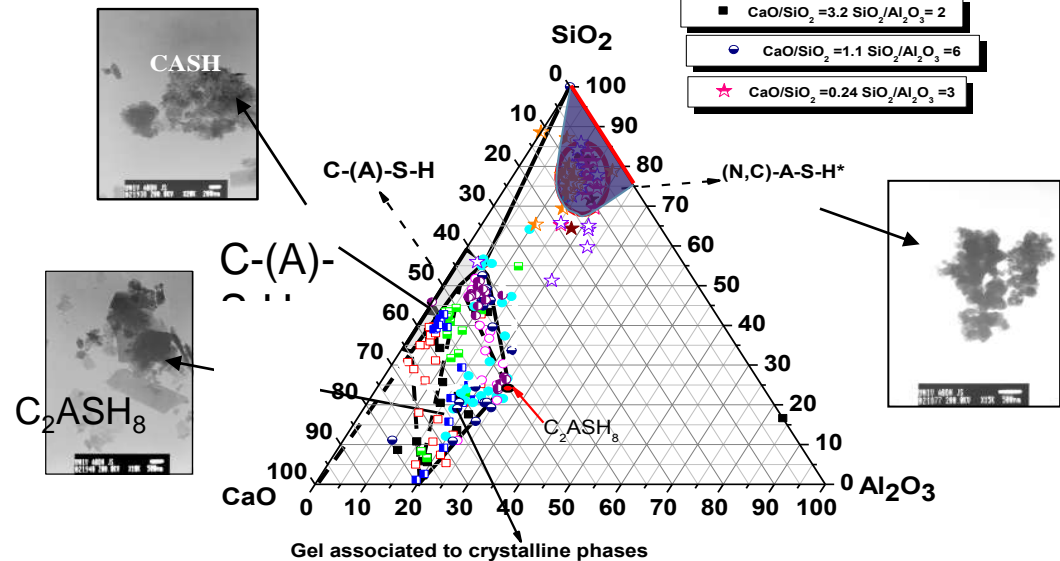 CaO/SiO₂ =3.2 SiO₂/Al₂O₃= 2
CaO/SiO₂ =1.1 SiO₂/Al₂O₃ =6
CaO/SiO₂ =0.24 SiO₂/Al₂O₃ =3
SiO₂
CASH
C-(A)-S-H
(N,C)-A-S-H*
C-(A)-
C₂ASH₈
C₂ASH₈
0
10
20
30
40
50
60
70
80
90
100
100
90
80
70
60
50
40
30
20
10
0
CaO
Al₂O₃
0 10 20 30 40 50 60 70 80 90 100
Gel associated to crystalline phases